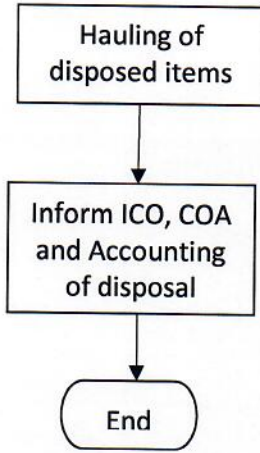 Hauling of
disposed items
Inform ICO, COA
and Accounting
of disposal
End